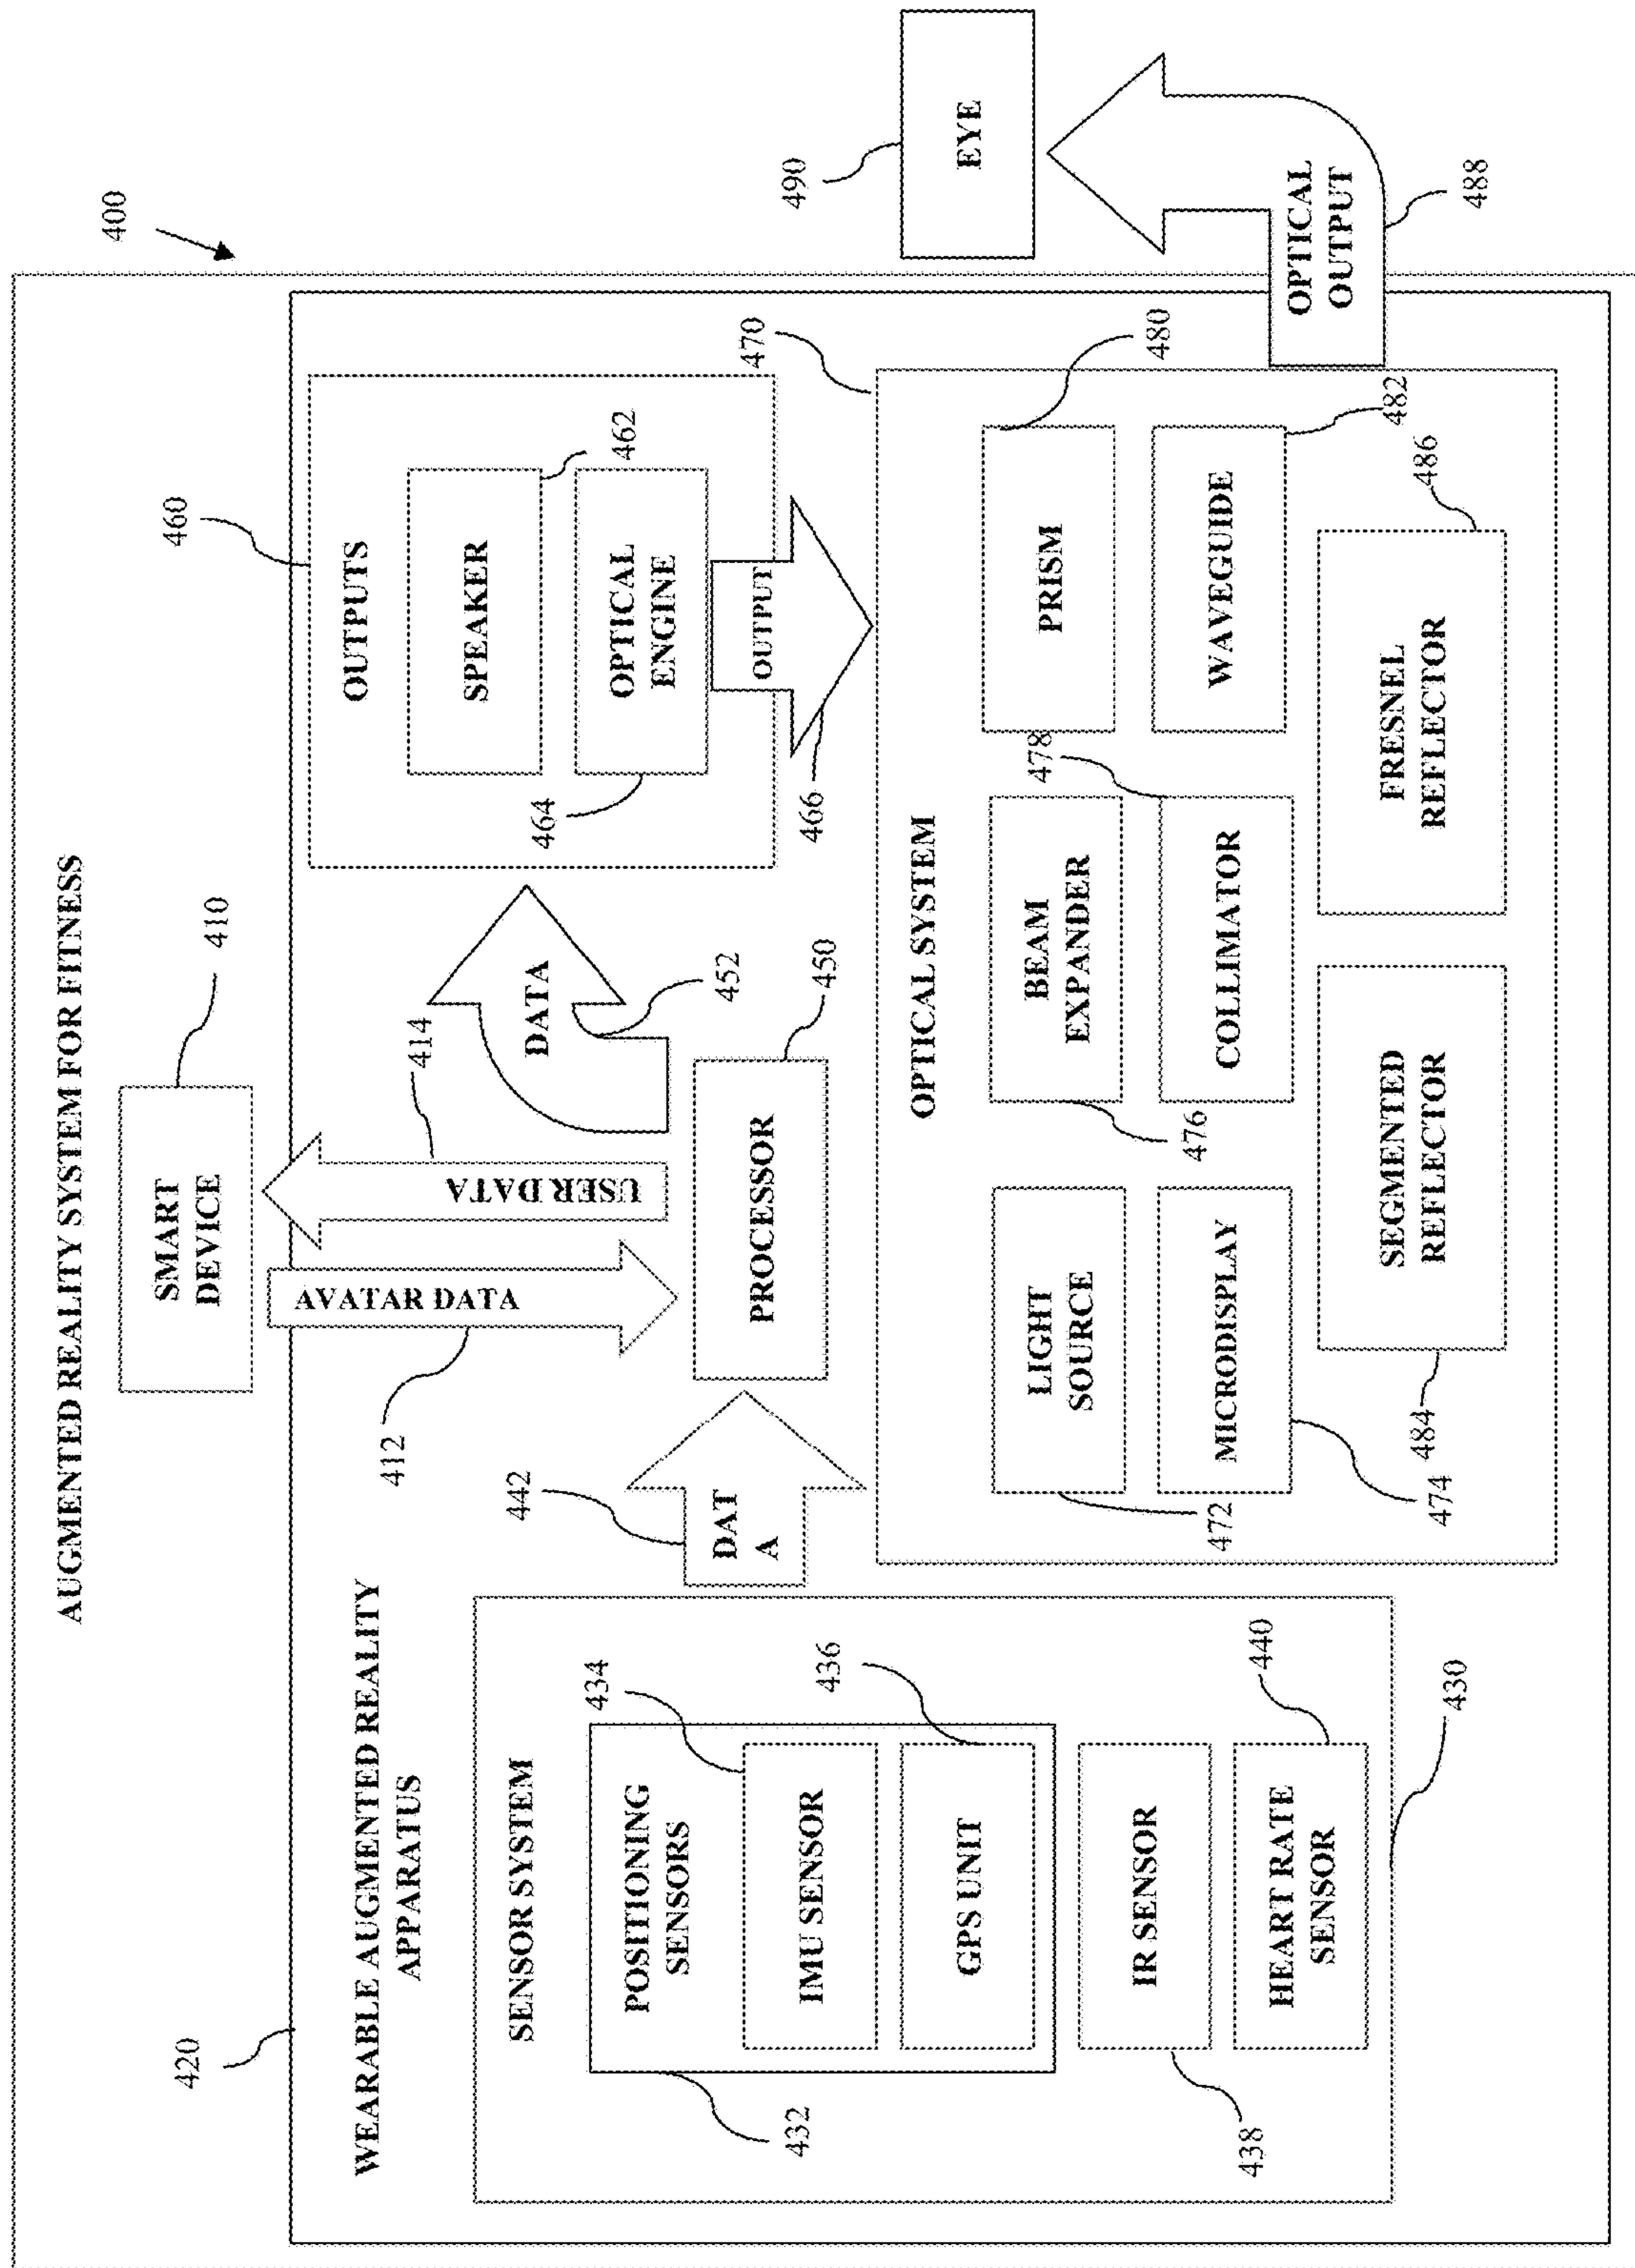 AUGMENTED REALITY SYSTEM FOR FITNESS
400
SMART
DEVICE
410
AVATAR DATA
412
USER DATA
414
420
WEARABLE AUGMENTED REALITY
APPARATUS
SENSOR SYSTEM
POSITIONING
SENSORS
432
IMU SENSOR
434
GPS UNIT
436
IR SENSOR
438
HEART RATE
SENSOR
440
430
DAT
A
442
PROCESSOR
450
DATA
452
460
OUTPUTS
SPEAKER
462
OPTICAL
ENGINE
464
OUTPUT
466
OPTICAL SYSTEM
470
LIGHT
SOURCE
472
MICRODISPLAY
474
BEAM
EXPANDER
476
COLLIMATOR
478
PRISM
480
WAVEGUIDE
482
SEGMENTED
REFLECTOR
484
FRESNEL
REFLECTOR
486
OPTICAL
OUTPUT
488
EYE
490